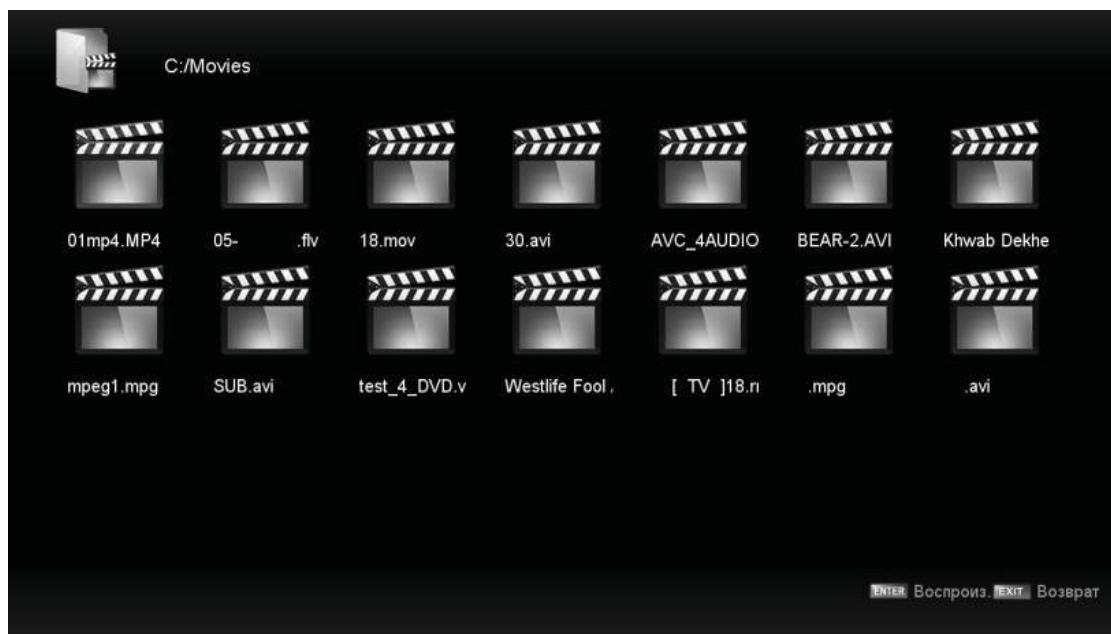 C:/Movies
01mp4.MP4 05- .flv 18.mov 30.avi AVC_4AUDIO BEAR-2.AVI Khwab Dekhe
mpeg1.mpg SUB.avi test_4_DVD.v Westlife Fool [ TV ]18.rı .mpg .avi
ENTER Воспроиз. EXIT Возврат